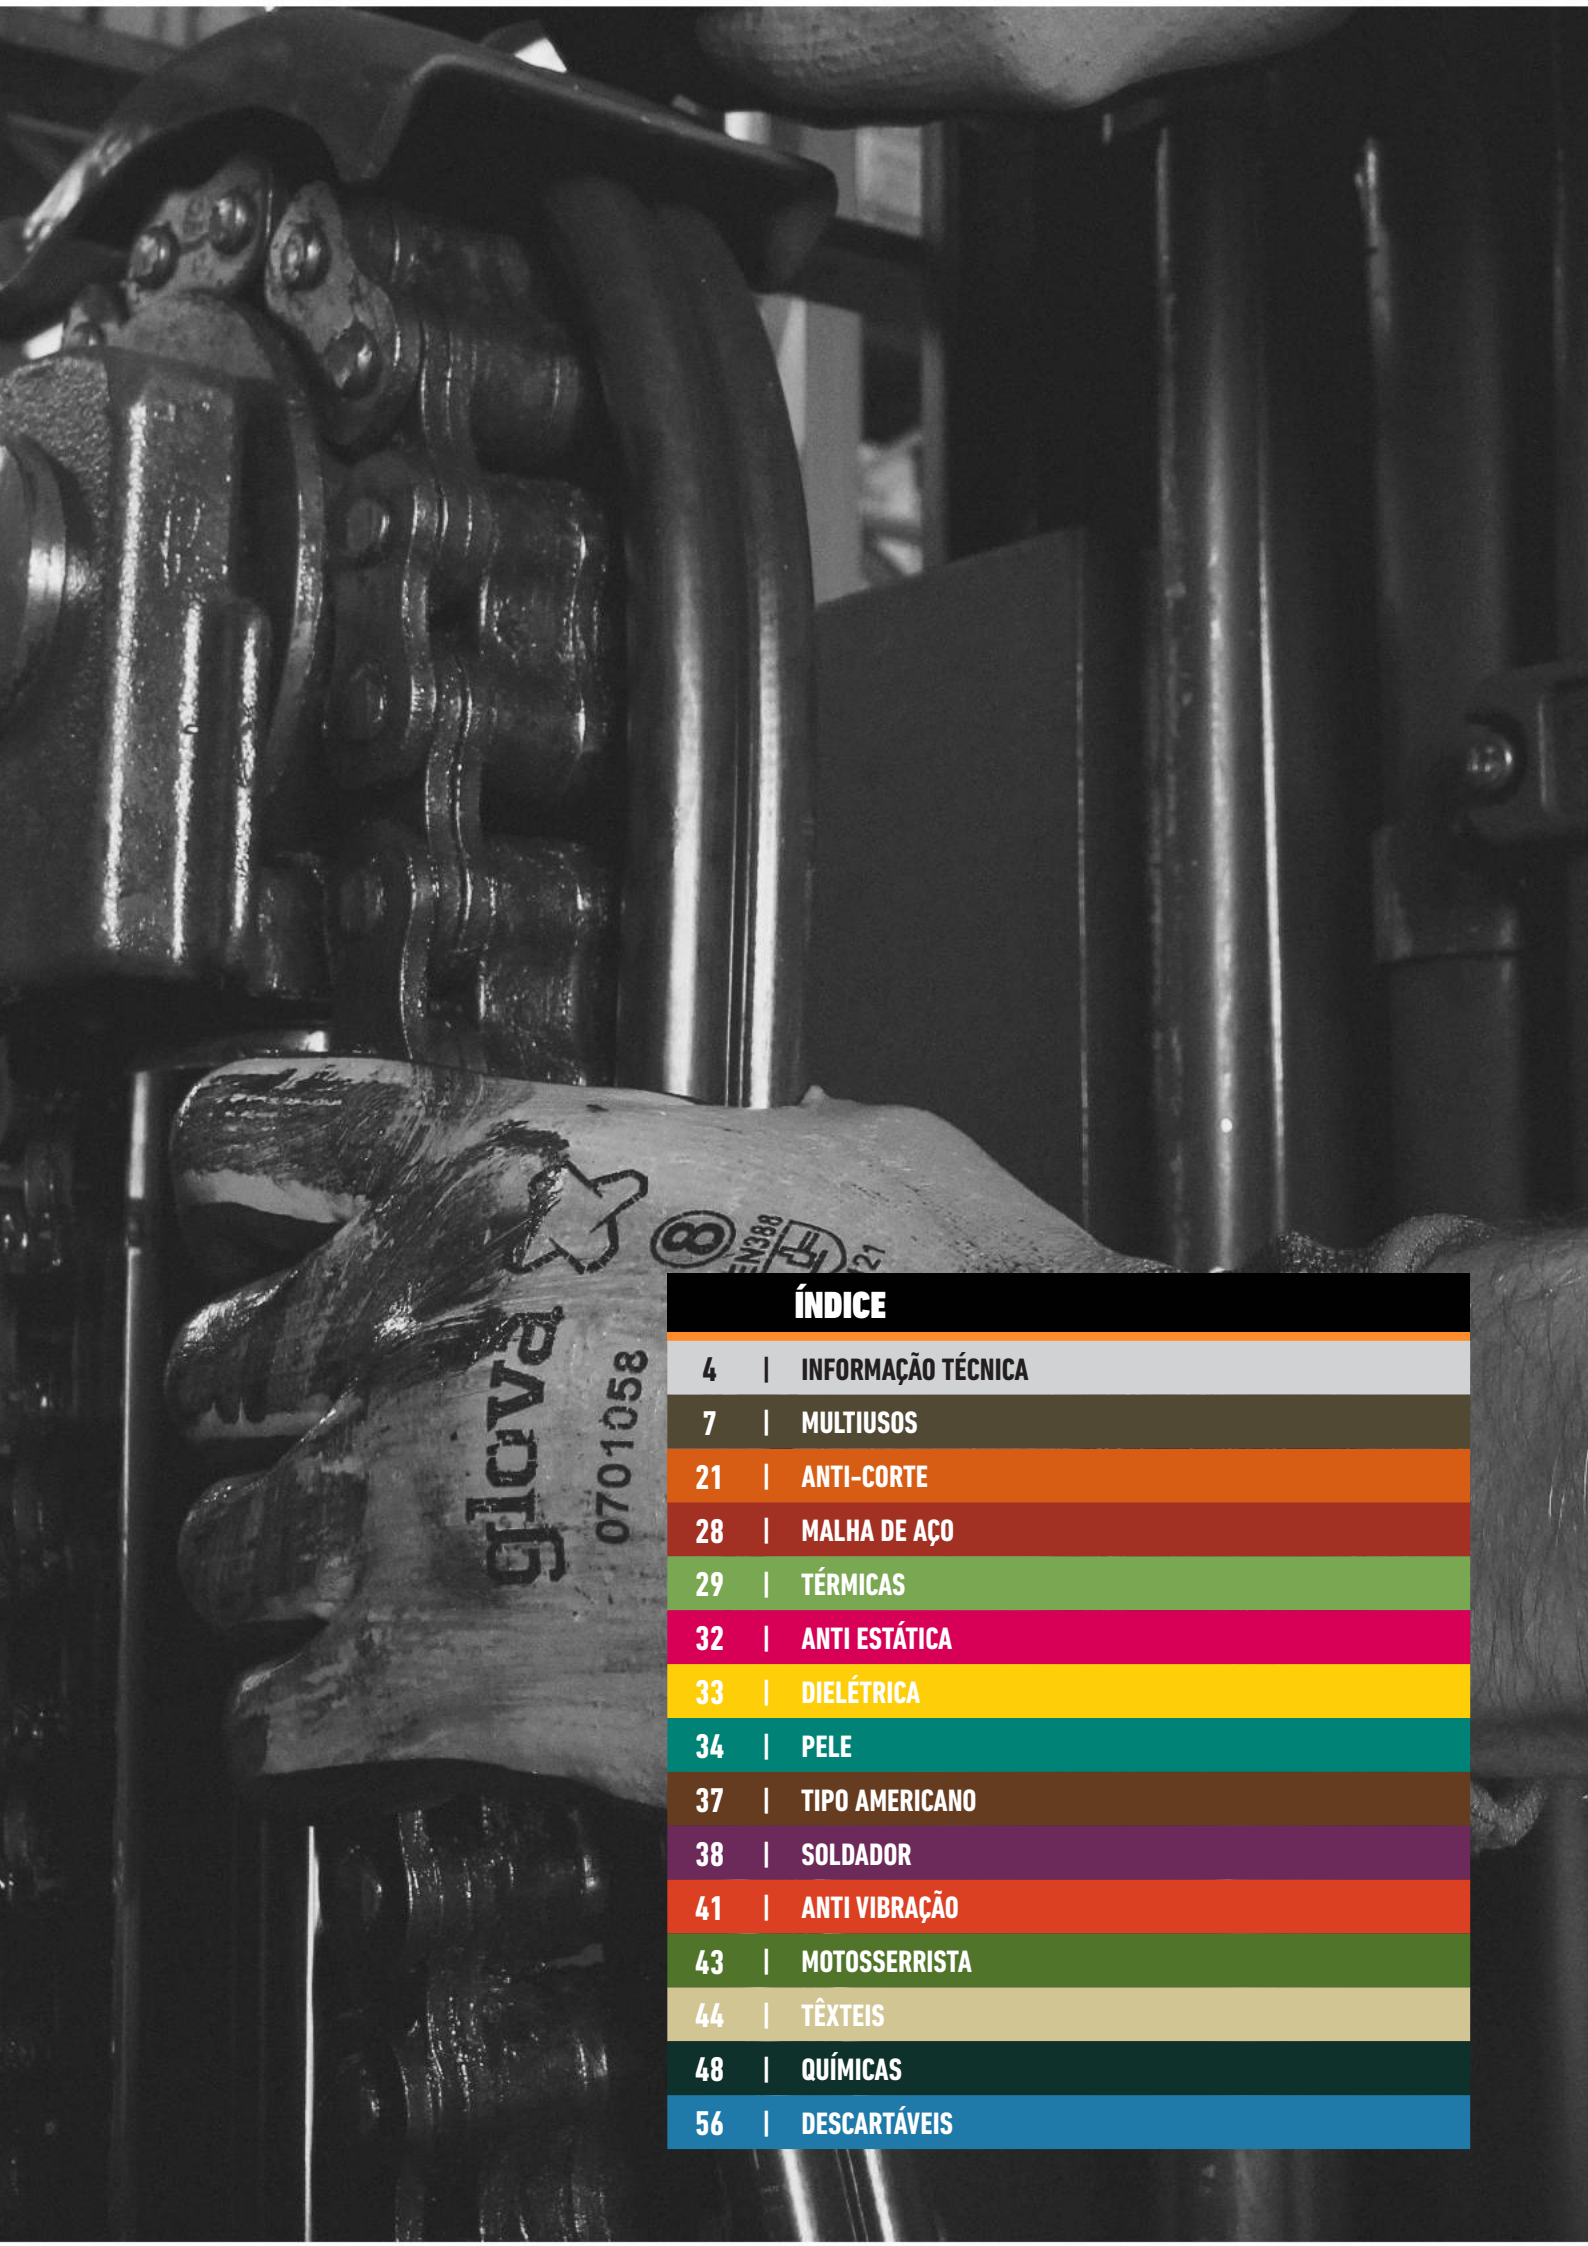 8
EN388
121
glova
0701058
ÍNDICE
4 | INFORMAÇÃO TÉCNICA
7 | MULTIUSOS
21 | ANTI-CORTE
28 | MALHA DE AÇO
29 | TÉRMICAS
32 | ANTI ESTÁTICA
33 | DIELÉTRICA
34 | PELE
37 | TIPO AMERICANO
38 | SOLDADOR
41 | ANTI VIBRAÇÃO
43 | MOTOSSERRISTA
44 | TÊXTEIS
48 | QUÍMICAS
56 | DESCARTÁVEIS